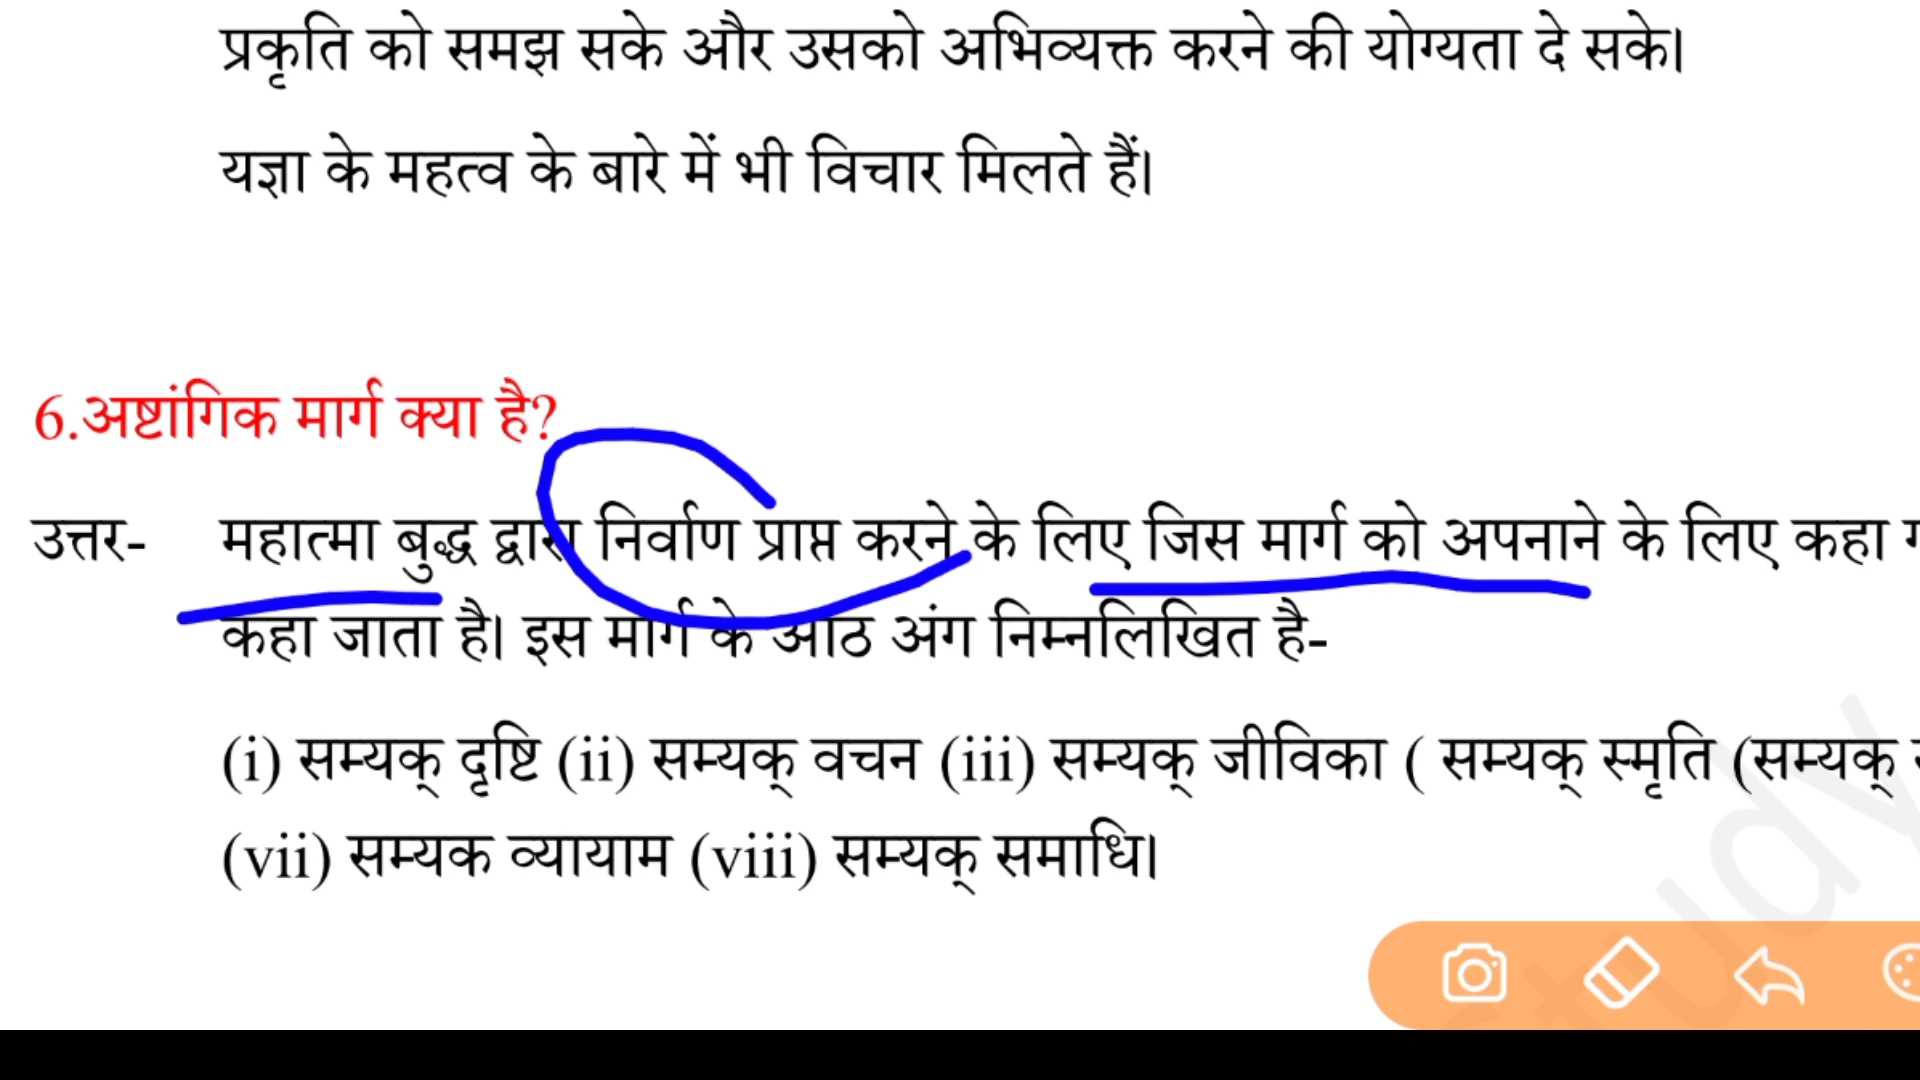 प्रकृति को समझ सके और उसको अभिव्यक्त करने की योग्यता दे सके।
यज्ञा के महत्व के बारे में भी विचार मिलते हैं।
6.अष्टांगिक मार्ग क्या है?
उत्तर- महात्मा बुद्ध द्वारा निर्वाण प्राप्त करने के लिए जिस मार्ग को अपनाने के लिए कहा
कहा जाता है। इस मार्ग के आठ अंग निम्नलिखित है-
(i) सम्यक् दृष्टि (ii) सम्यक् वचन (iii) सम्यक् जीविका ( सम्यक् स्मृति (सम्यक्
(vii) सम्यक व्यायाम (viii) सम्यक् समाधि।
study